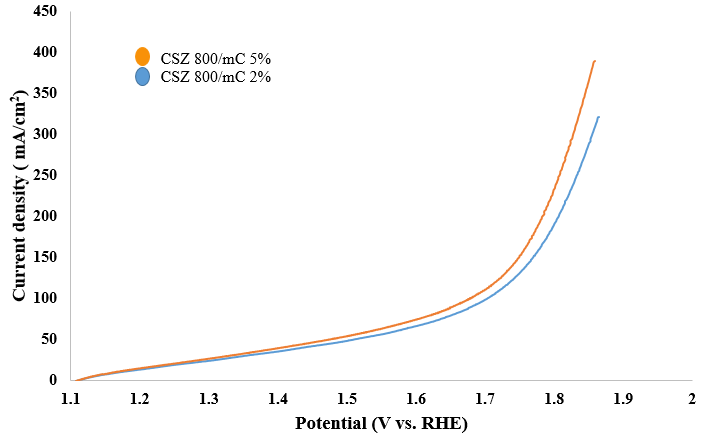 450
400
350
300
250
200
150
100
50
0
Current density ( mA/cm²)
CSZ 800/mC 5%
CSZ 800/mC 2%
1.1 1.2 1.3 1.4 1.5 1.6 1.7 1.8 1.9 2
Potential (V vs. RHE)